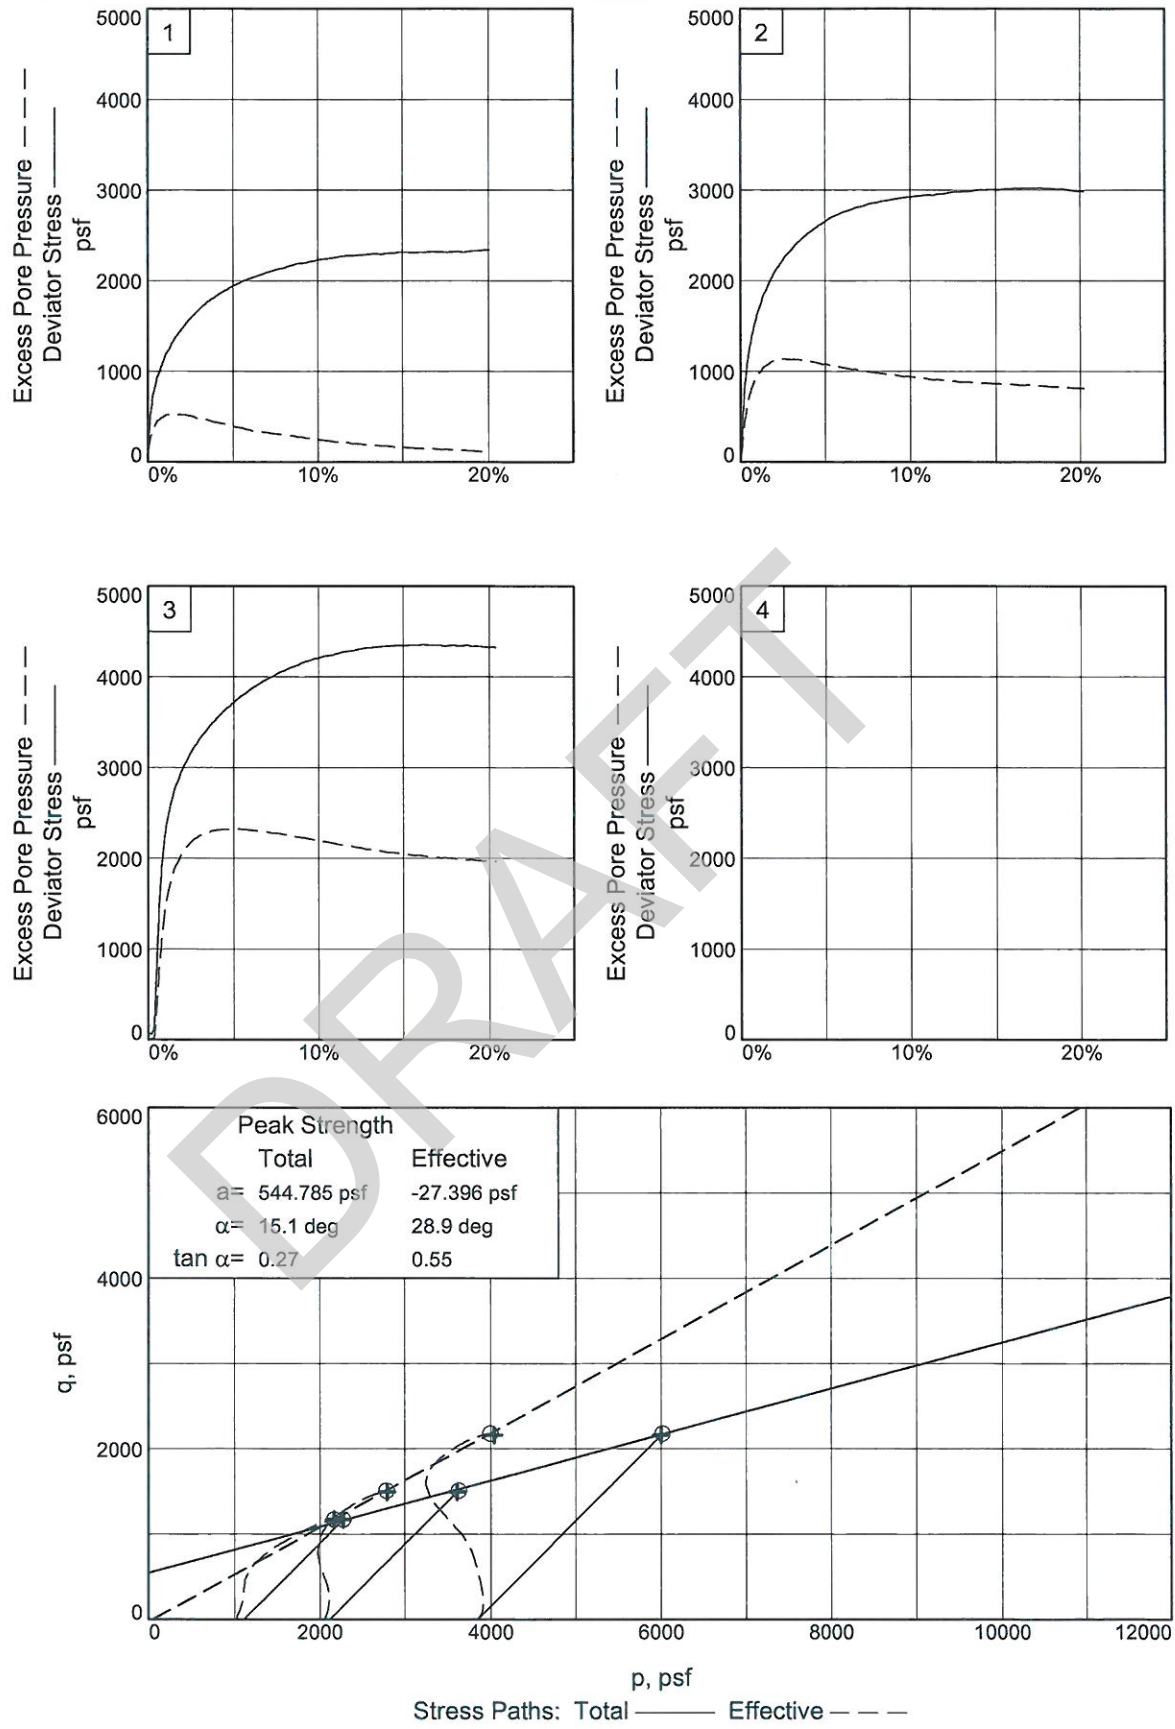 1
5000
4000
3000
2000
1000
0
0%
10%
20%
Excess Pore Pressure
Deviator Stress
psf
2
5000
4000
3000
2000
1000
0
0%
10%
20%
Excess Pore Pressure
Deviator Stress
psf
3
5000
4000
3000
2000
1000
0
0%
10%
20%
Excess Pore Pressure
Deviator Stress
psf
4
5000
4000
3000
2000
1000
0
0%
10%
20%
Excess Pore Pressure
Deviator Stress
psf
DRAFT
Peak Strength
Total Effective
a= 544.785 psf -27.396 psf
α= 15.1 deg 28.9 deg
tan α= 0.27 0.55
6000
4000
2000
0
q, psf
0 2000 4000 6000 8000 10000 12000
p, psf
Stress Paths: Total Effective